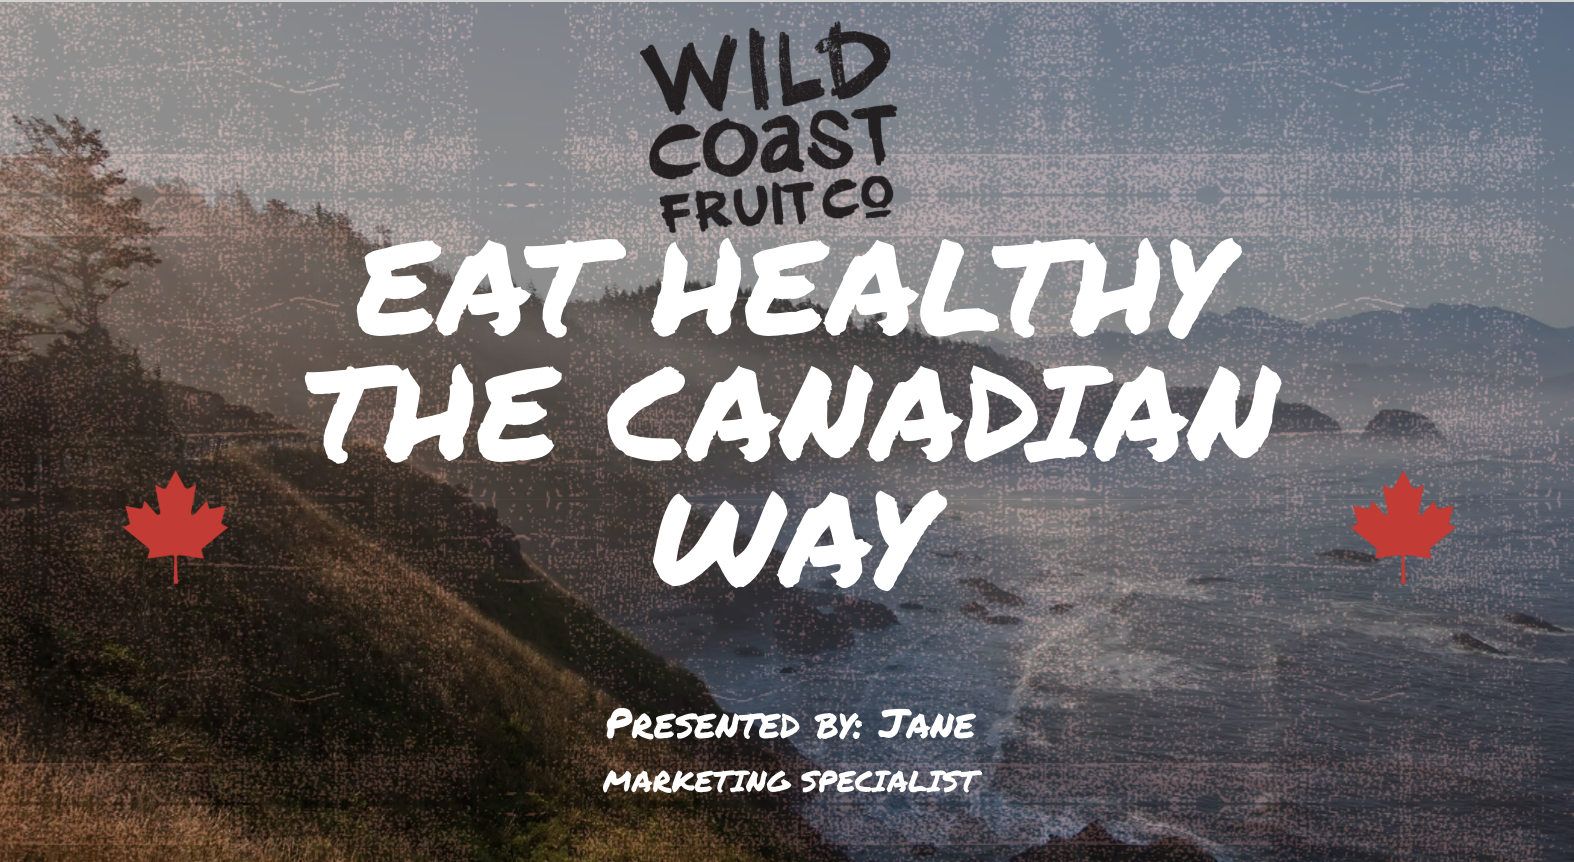 WILD
COAST
FRUIT CO
EAT HEALTHY
THE CANADIAN
WAY
PRESENTED BY: JANE
MARKETING SPECIALIST